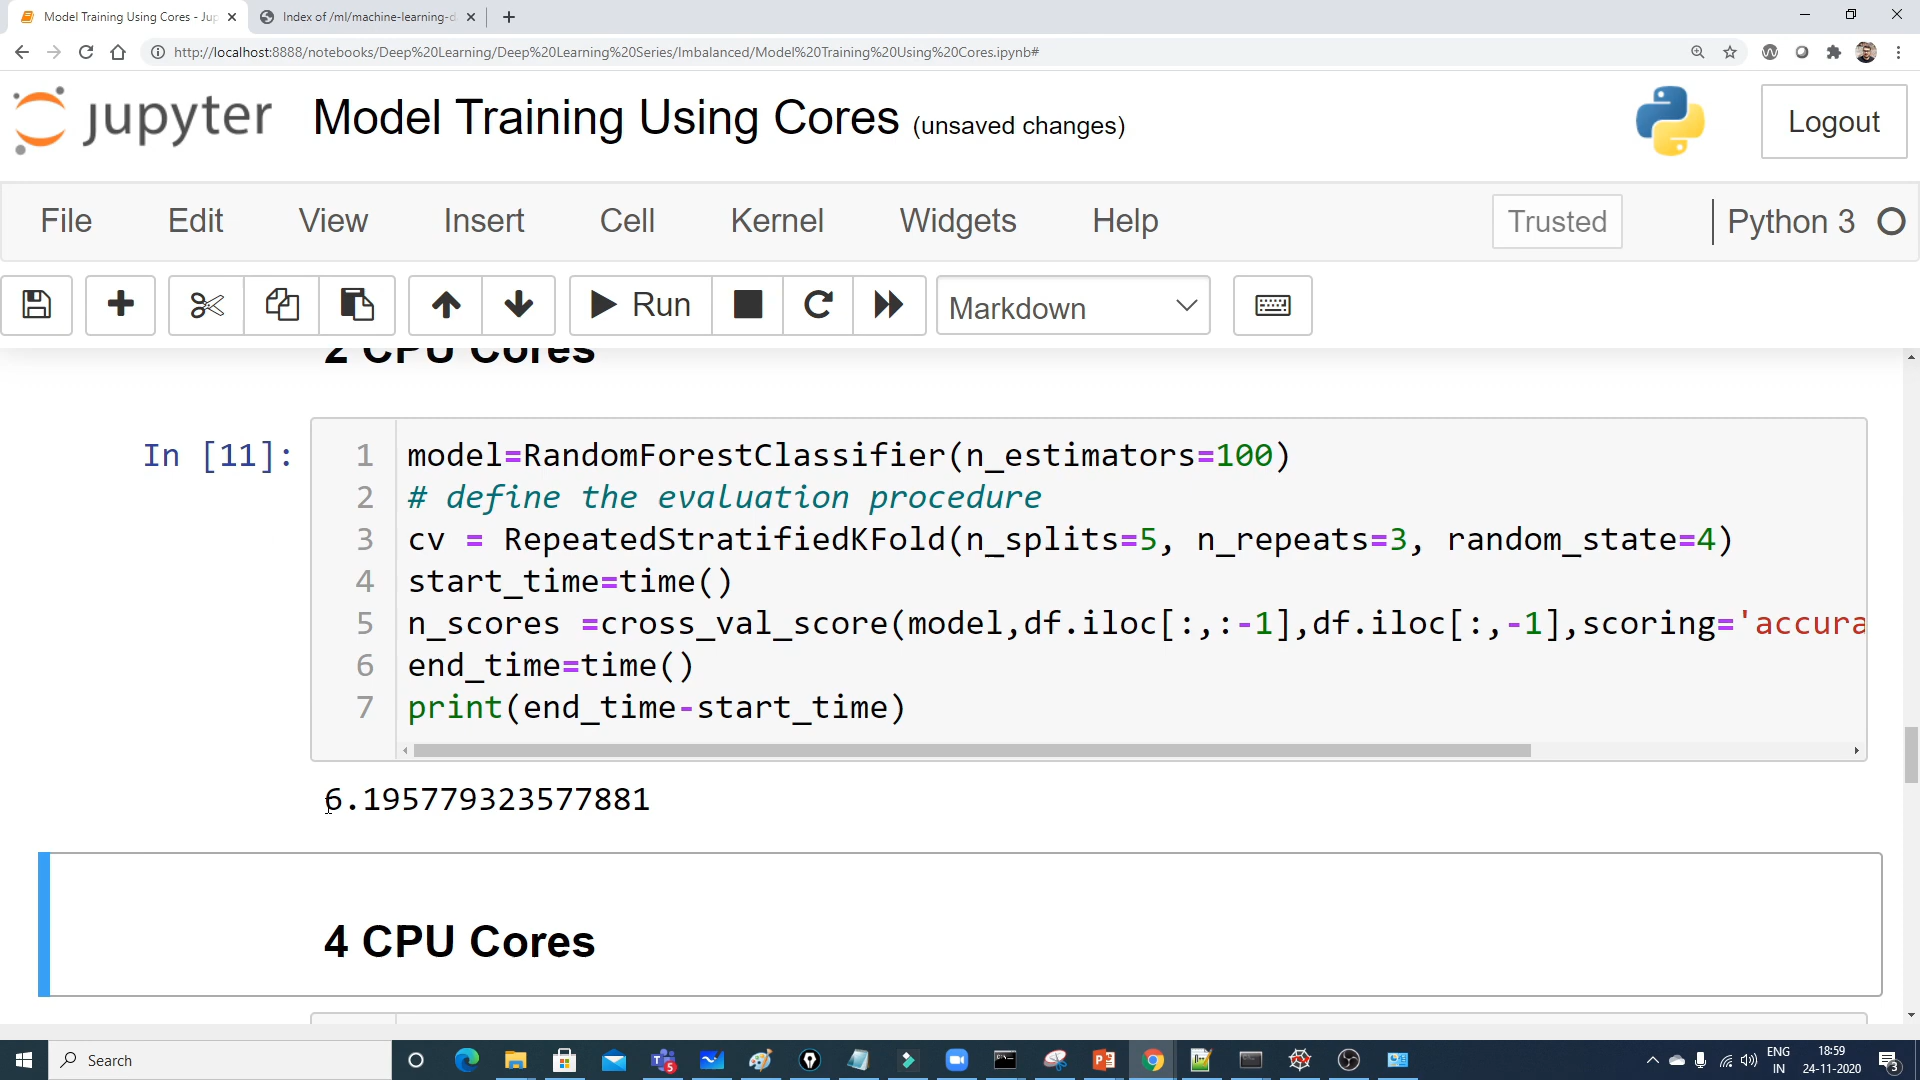 Model Training Using Cores - Jup
Index of /ml/machine-learning-d
http://localhost:8888/notebooks/Deep%20Learning/Deep%20Learning%20Series/Imbalanced/Model%20Training%20Using%20Cores.ipynb#
jupyter Model Training Using Cores (unsaved changes) Logout
File Edit View Insert Cell Kernel Widgets Help Trusted Python 3
Run Markdown
2 CPU Cores
In [11]:
1 model=RandomForestClassifier(n_estimators=100)
2 # define the evaluation procedure
3 cv = RepeatedStratifiedKFold(n_splits=5, n_repeats=3, random_state=4)
4 start_time=time()
5 n_scores =cross_val_score(model,df.iloc[:,:-1],df.iloc[:,-1],scoring='accura
6 end_time=time()
7 print(end_time-start_time)
6.195779323577881
4 CPU Cores
Search
5
ENG
IN
18:59
24-11-2020
3